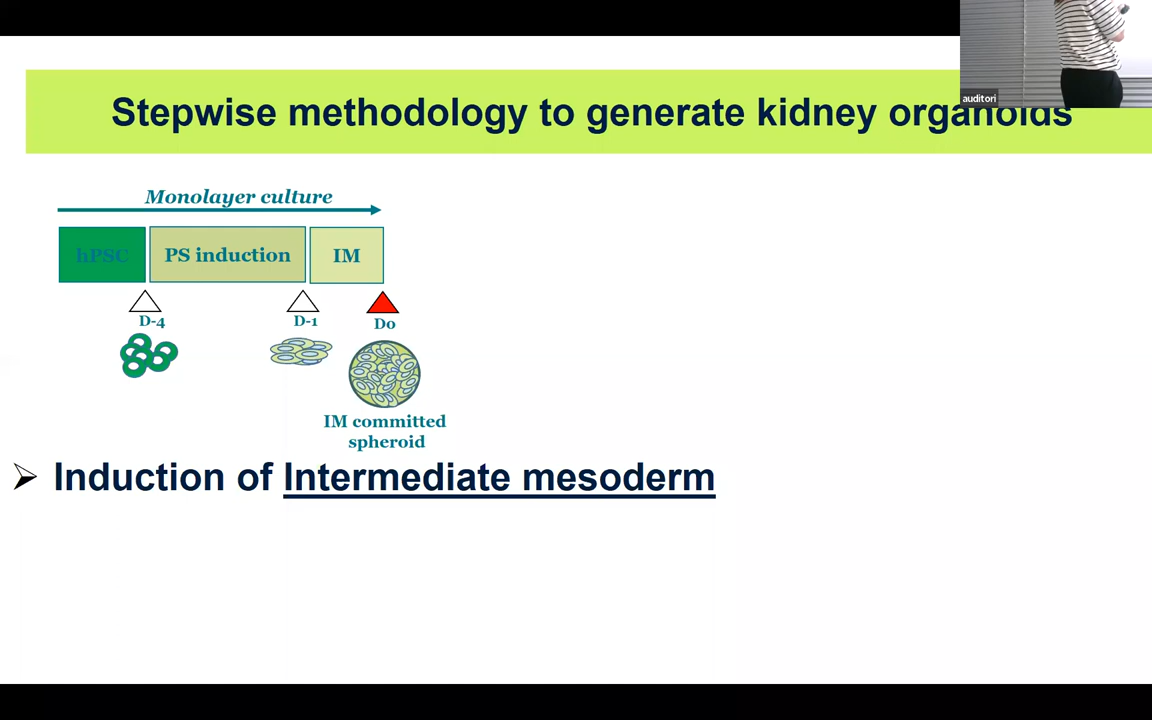 Stepwise methodology to generate kidney organoids
auditori
Monolayer culture
hPSC
PS induction
IM
D-4
D-1
D0
IM committed
spheroid
Induction of Intermediate mesoderm